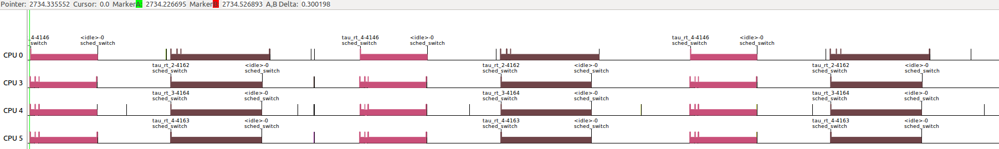 Pointer: 2734.335552 Cursor: 0.0 MarkerA: 2734.226695 MarkerB: 2734.526893 A,B Delta: 0.300198
4-4146 <idle>-0 tau_rt_4-4146 <idle>-0 tau_rt_4-4146 <idle>-0
switch sched_switch sched_switch sched_switch sched_switch sched_switch
CPU 0
tau_rt_2-4162 <idle>-0 tau_rt_2-4162 <idle>-0 tau_rt_2-4162 <idle>-0
sched_switch sched_switch sched_switch sched_switch sched_switch sched_switch
CPU 3
tau_rt_3-4164 <idle>-0 tau_rt_3-4164 <idle>-0 tau_rt_3-4164 <idle>-0
sched_switch sched_switch sched_switch sched_switch sched_switch sched_switch
CPU 4
tau_rt_4-4163 <idle>-0 tau_rt_4-4163 <idle>-0 tau_rt_4-4163 <idle>-0
sched_switch sched_switch sched_switch sched_switch sched_switch sched_switch
CPU 5